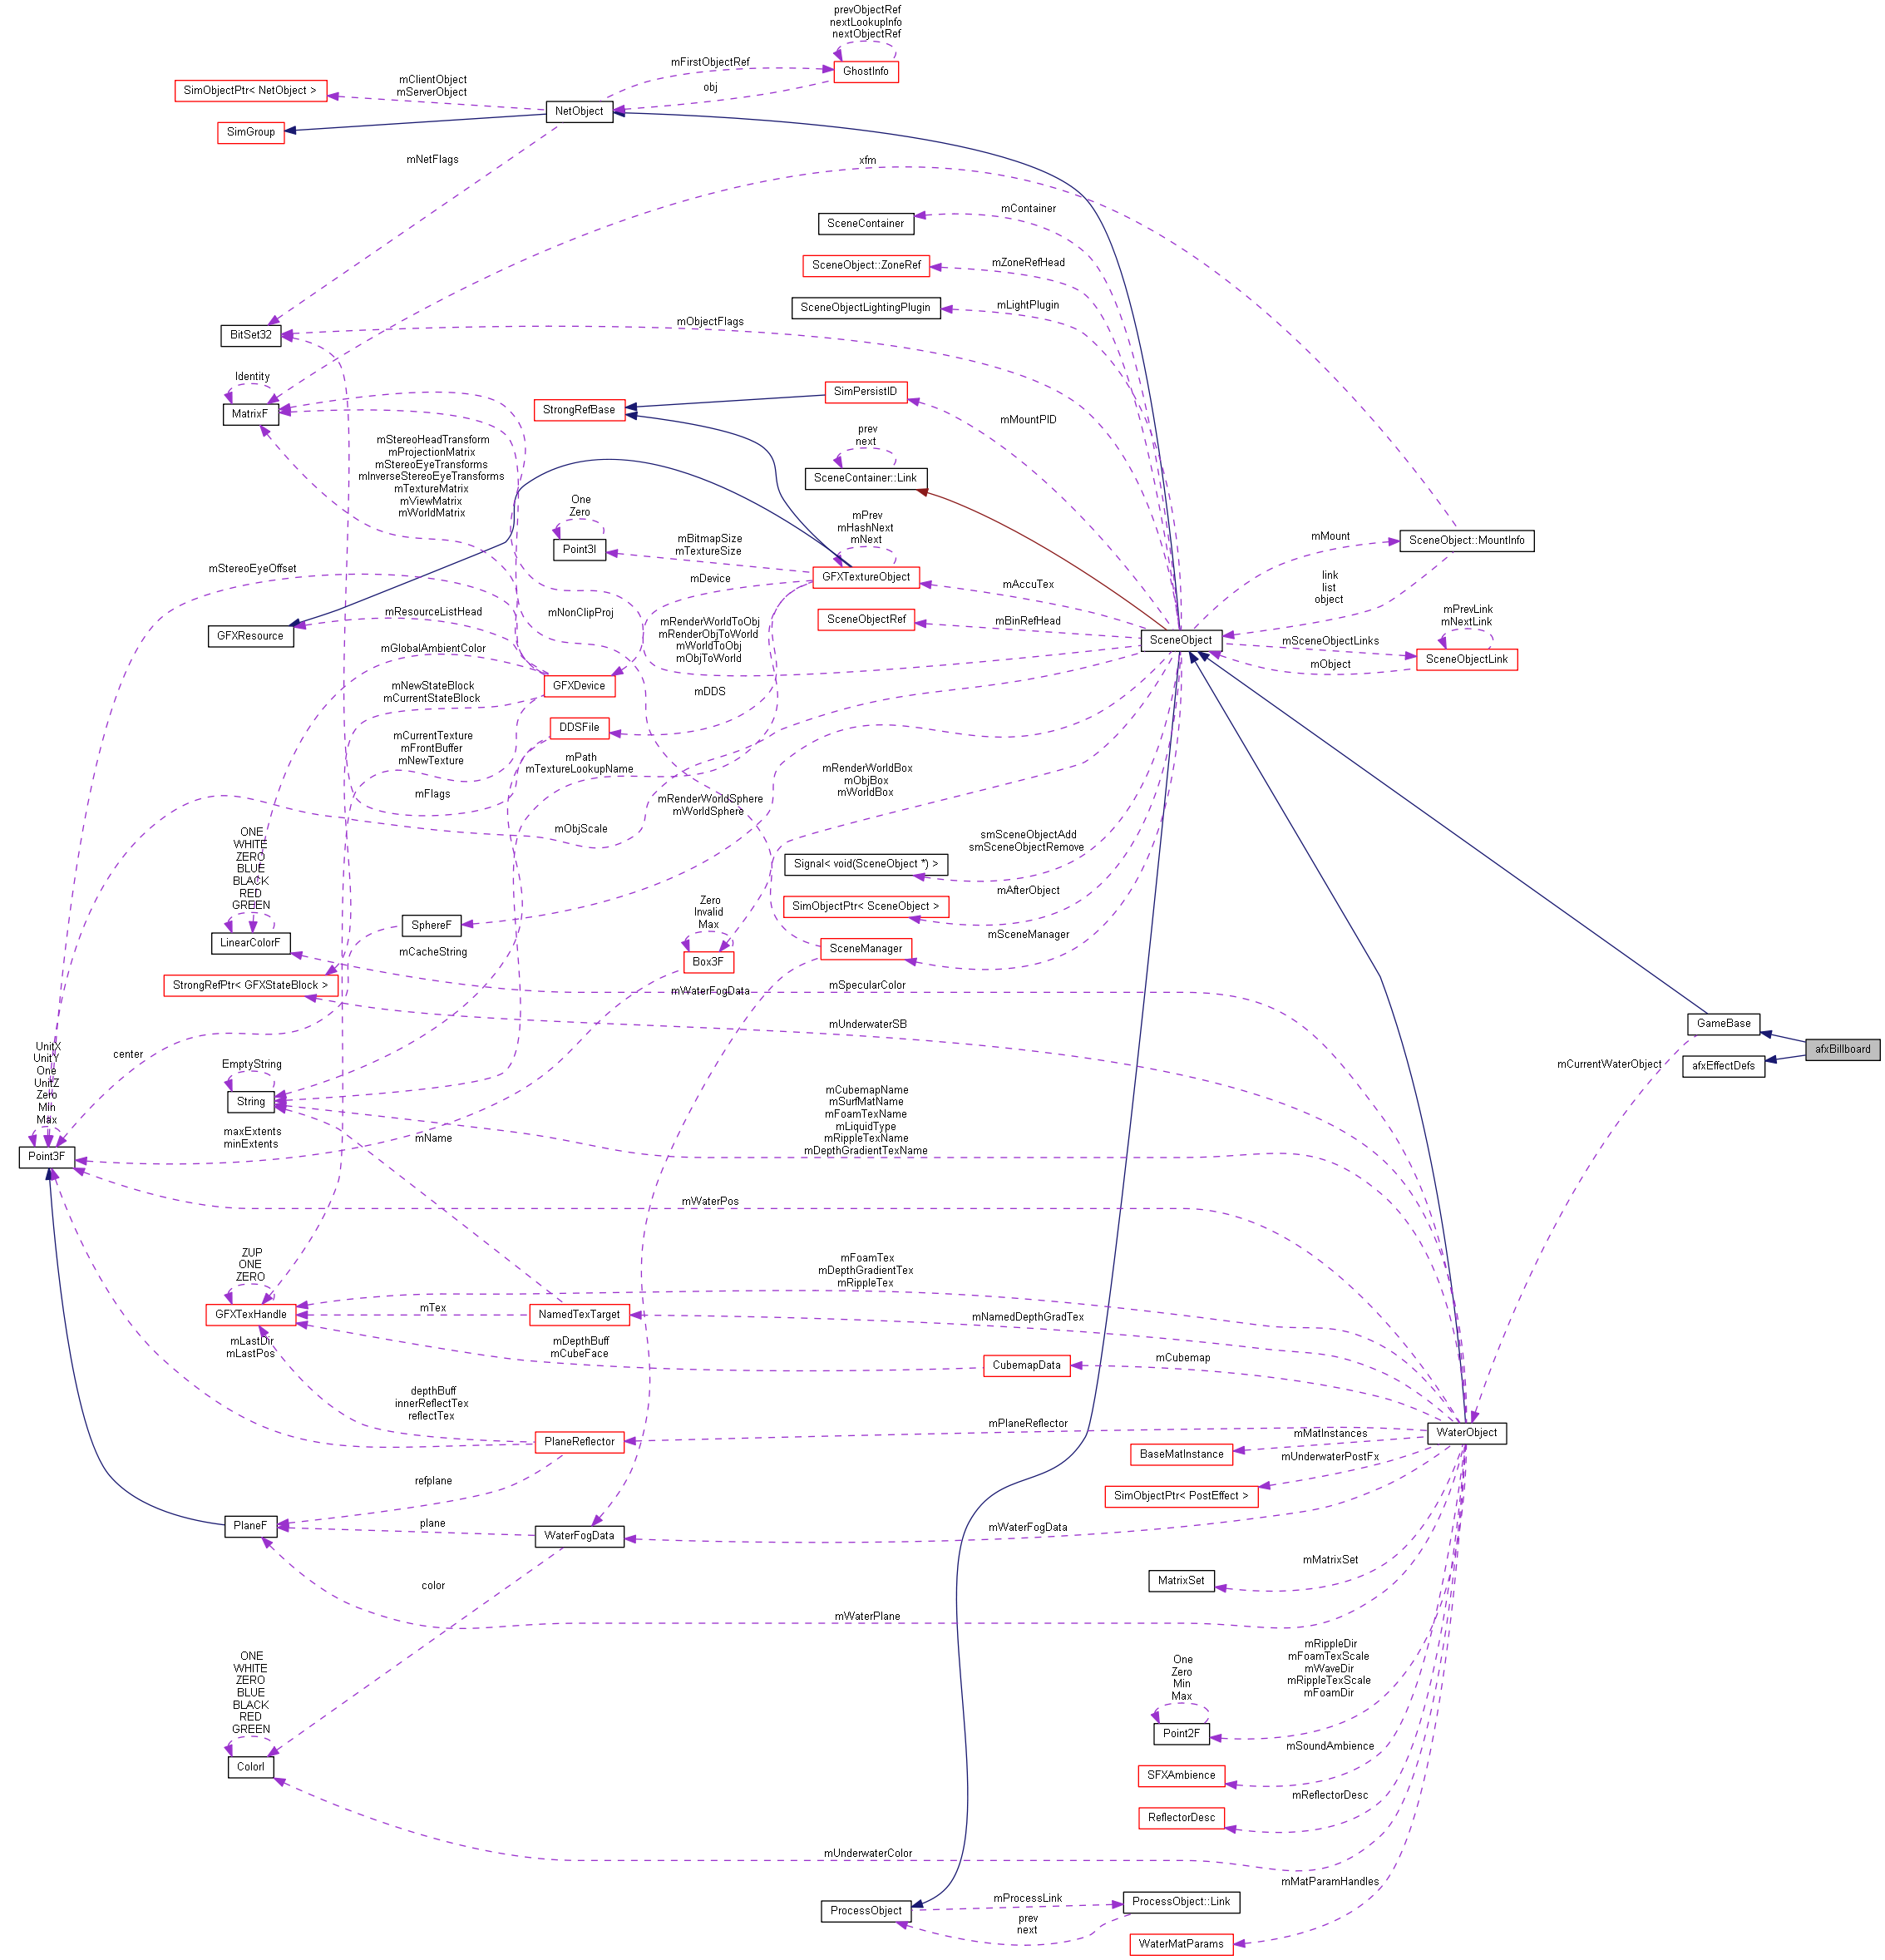 prevObjectRef
nextLookupInfo
nextObjectRef
mFirstObjectRef
GhostInfo
mClientObject
mServerObject
SimObjectPtr< NetObject >
obj
NetObject
SimGroup
mNetFlags
xfm
mContainer
SceneContainer
mZoneRefHead
SceneObject::ZoneRef
mLightPlugin
SceneObjectLightingPlugin
mObjectFlags
BitSet32
Identity
MatrixF
SimPersistID
StrongRefBase
mMountPID
prev
next
SceneContainer::Link
mStereoHeadTransform
mProjectionMatrix
mStereoEyeTransforms
mInverseStereoEyeTransforms
mTextureMatrix
mViewMatrix
mWorldMatrix
One
Zero
Point3I
mBitmapSize
mTextureSize
mPrev
mHashNext
mNext
GFXTextureObject
mMount
SceneObject::MountInfo
mStereoEyeOffset
mDevice
mAccuTex
link
list
object
mResourceListHead
mNonClipProj
GFXResource
mRenderWorldToObj
mRenderObjToWorld
mWorldToObj
mObjToWorld
SceneObjectRef
mBinRefHead
SceneObject
mSceneObjectLinks
mPrevLink
mNextLink
SceneObjectLink
mObject
mGlobalAmbientColor
GFXDevice
mNewStateBlock
mCurrentStateBlock
mDDS
DDSFile
mCurrentTexture
mFrontBuffer
mNewTexture
mPath
mTextureLookupName
mFlags
mRenderWorldBox
mObjBox
mWorldBox
mRenderWorldSphere
mWorldSphere
mObjScale
ONE
WHITE
ZERO
BLUE
BLACK
RED
GREEN
LinearColorF
smSceneObjectAdd
smSceneObjectRemove
Signal< void(SceneObject *) >
mAfterObject
SimObjectPtr< SceneObject >
SphereF
Zero
Invalid
Max
Box3F
mSceneManager
SceneManager
mCacheString
StrongRefPtr< GFXStateBlock >
mWaterFogData
mSpecularColor
mUnderwaterSB
GameBase
afxBillboard
afxEffectDefs
mCurrentWaterObject
center
UnitX
UnitY
One
UnitZ
Zero
Min
Max
Point3F
EmptyString
String
maxExtents
minExtents
mName
mCubemapName
mSurfMatName
mFoamTexName
mLiquidType
mRippleTexName
mDepthGradientTexName
mWaterPos
ZUP
ONE
ZERO
GFXTexHandle
mFoamTex
mDepthGradientTex
mRippleTex
mTex
NamedTexTarget
mNamedDepthGradTex
mLastDir
mLastPos
mDepthBuff
mCubeFace
CubemapData
mCubemap
depthBuff
innerReflectTex
reflectTex
PlaneReflector
mPlaneReflector
WaterObject
mMatInstances
BaseMatInstance
mUnderwaterPostFx
SimObjectPtr< PostEffect >
refplane
PlaneF
plane
WaterFogData
mWaterFogData
mMatrixSet
MatrixSet
color
mWaterPlane
ONE
WHITE
ZERO
BLUE
BLACK
RED
GREEN
ColorI
mRippleDir
mFoamTexScale
mWaveDir
mRippleTexScale
mFoamDir
One
Zero
Min
Max
Point2F
mSoundAmbience
SFXAmbience
mReflectorDesc
ReflectorDesc
mUnderwaterColor
mMatParamHandles
ProcessObject
mProcessLink
ProcessObject::Link
prev
next
WaterMatParams